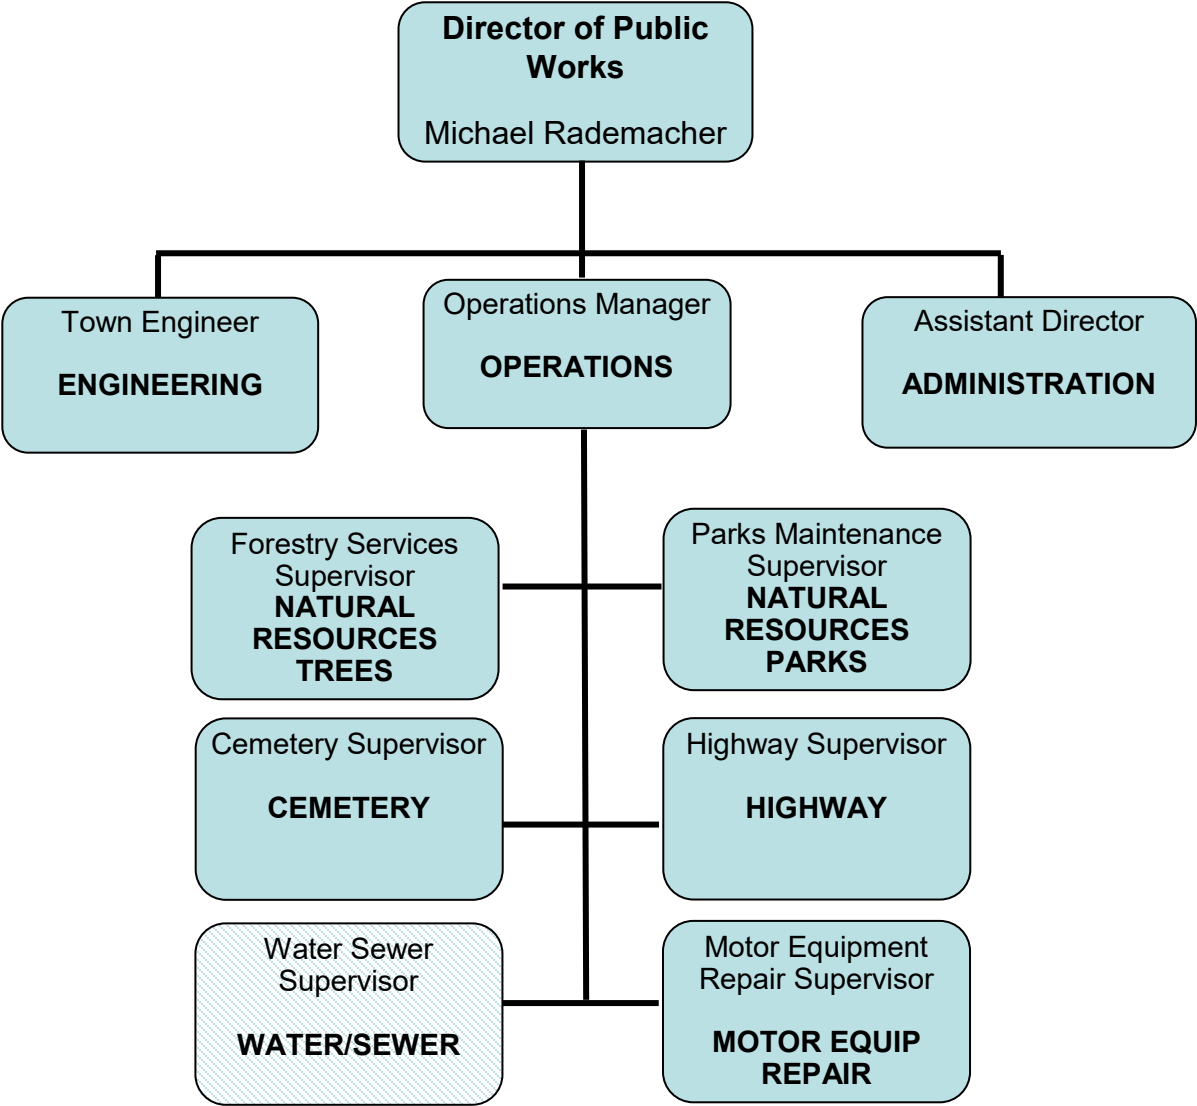 Director of Public
Works
Michael Rademacher
Town Engineer
ENGINEERING
Operations Manager
OPERATIONS
Assistant Director
ADMINISTRATION
Forestry Services
Supervisor
NATURAL
RESOURCES
TREES
Parks Maintenance
Supervisor
NATURAL
RESOURCES
PARKS
Cemetery Supervisor
CEMETERY
Highway Supervisor
HIGHWAY
Water Sewer
Supervisor
WATER/SEWER
Motor Equipment
Repair Supervisor
MOTOR EQUIP
REPAIR